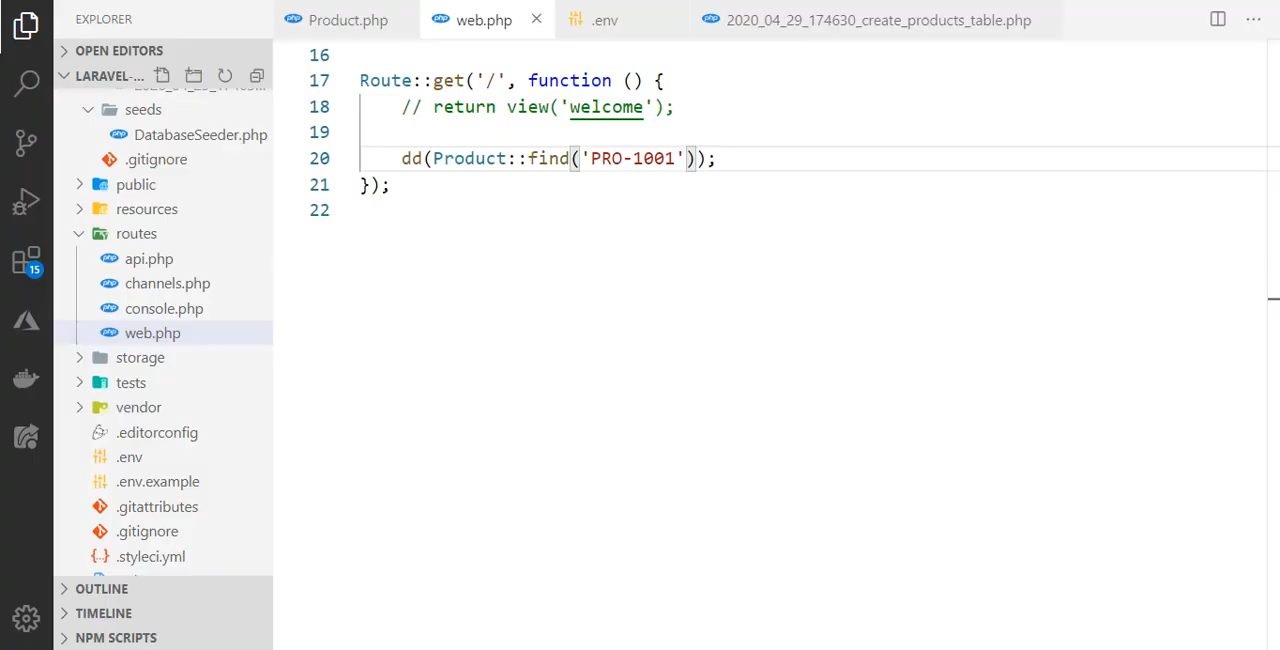 EXPLORER
Product.php
web.php
.env
2020_04_29_174630_create_products_table.php
OPEN EDITORS
LARAVEL-...
seeds
DatabaseSeeder.php
.gitignore
public
resources
routes
api.php
channels.php
console.php
web.php
storage
tests
vendor
.editorconfig
.env
.env.example
.gitattributes
.gitignore
.styleci.yml
OUTLINE
TIMELINE
NPM SCRIPTS
15
16
17 Route::get('/', function () {
18 // return view('welcome');
19
20 dd(Product::find('PRO-1001'));
21 });
22